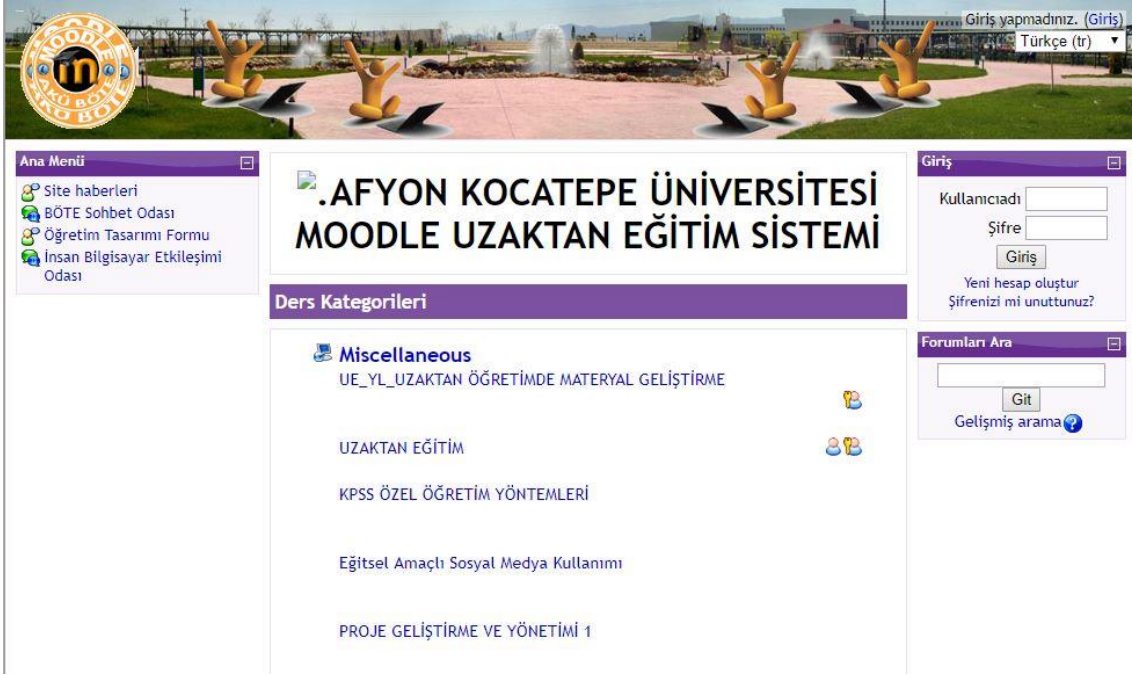 MOODLE
AKÜ BÖTE
Giriş yapmadınız. (Giriş)
Türkçe (tr)
Ana Menü
Site haberleri
BÖTE Sohbet Odası
Öğretim Tasarımı Formu
İnsan Bilgisayar Etkileşimi
Odası
.AFYON KOCATEPE ÜNİVERSİTESİ
MOODLE UZAKTAN EĞİTİM SİSTEMİ
Ders Kategorileri
Miscellaneous
UE_YL_UZAKTAN ÖĞRETİMDE MATERYAL GELİŞTİRME
UZAKTAN EĞİTİM
KPSS ÖZEL ÖĞRETİM YÖNTEMLERİ
Eğitsel Amaçlı Sosyal Medya Kullanımı
PROJE GELİŞTİRME VE YÖNETİMİ 1
Giriş
Kullanıcıadı
Şifre
Giriş
Yeni hesap oluştur
Şifrenizi mi unuttunuz?
Forumları Ara
Git
Gelişmiş arama